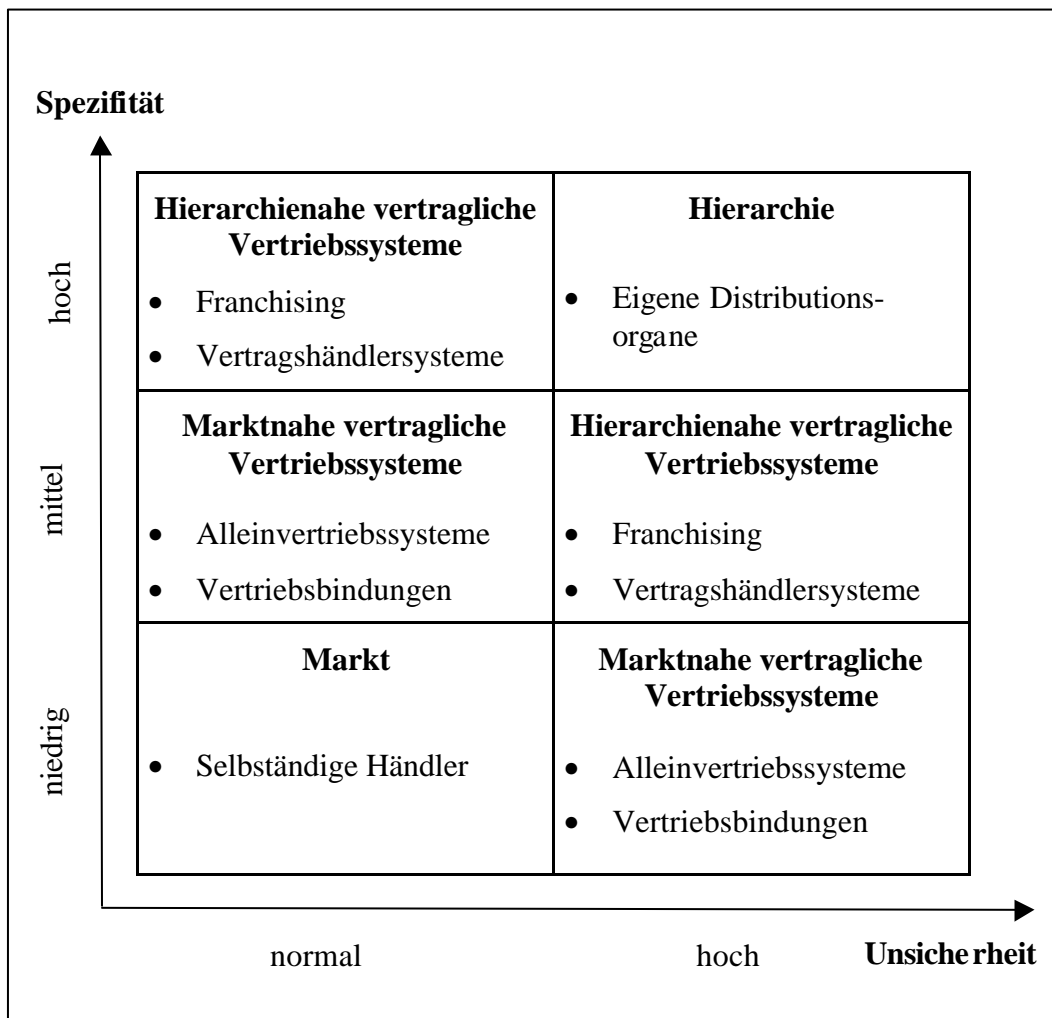 Spezifität
hoch
Hierarchienahe vertragliche
Vertriebssysteme
• Franchising
• Vertragshändlersysteme
Hierarchie
• Eigene Distributions-
organe
mittel
Marktnahe vertragliche
Vertriebssysteme
• Alleinvertriebssysteme
• Vertriebsbindungen
Hierarchienahe vertragliche
Vertriebssysteme
• Franchising
• Vertragshändlersysteme
niedrig
Markt
• Selbständige Händler
Marktnahe vertragliche
Vertriebssysteme
• Alleinvertriebssysteme
• Vertriebsbindungen
normal
hoch
Unsicherheit